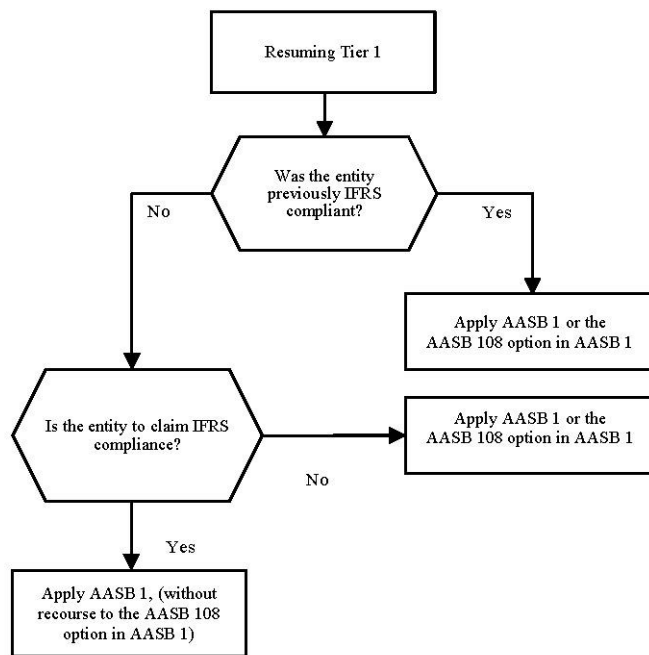 Resuming Tier 1
Was the entity
previously IFRS
compliant?
No
Yes
Apply AASB 1 or the
AASB 108 option in AASB 1
Is the entity to claim IFRS
compliance?
Apply AASB 1 or the
AASB 108 option in AASB 1
No
Yes
Apply AASB 1, (without
recourse to the AASB 108
option in AASB 1)